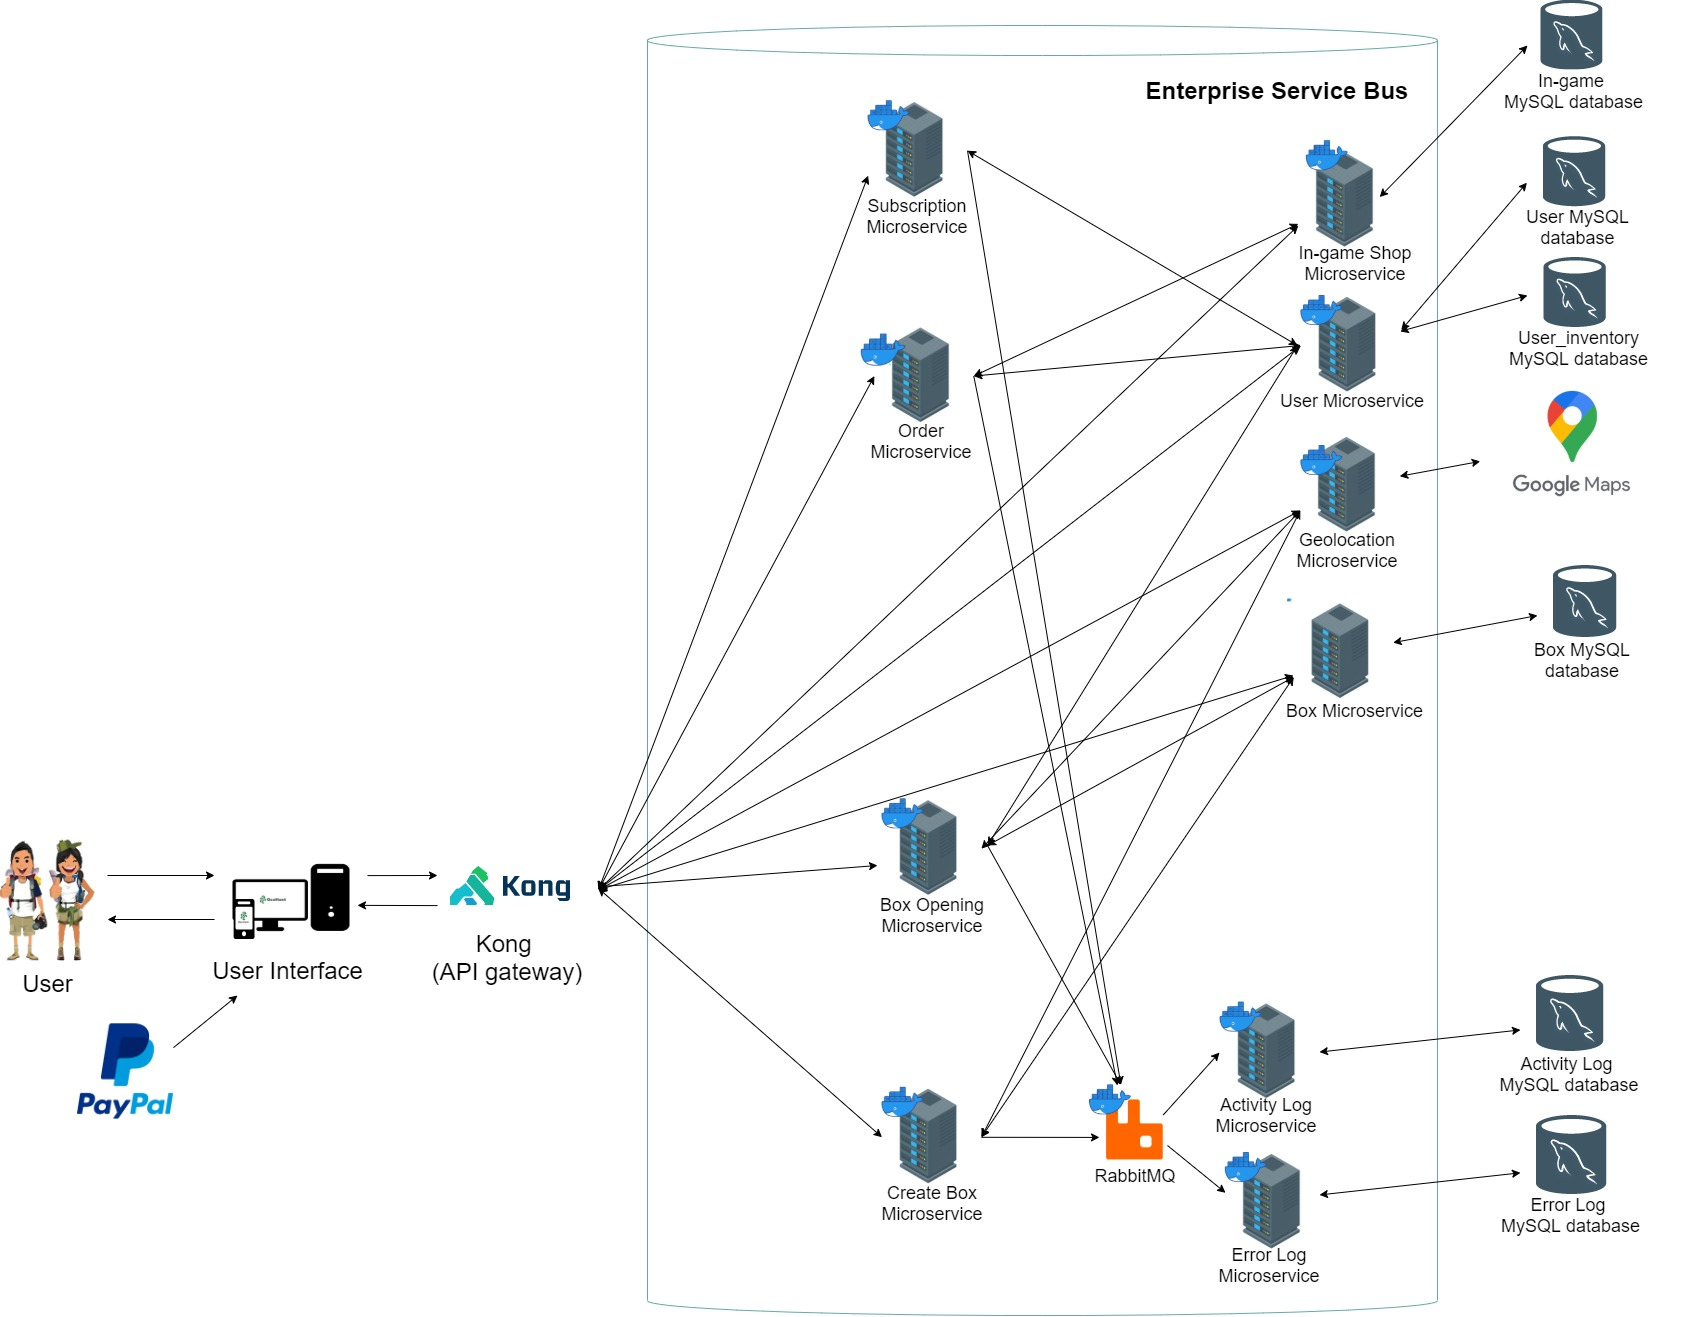 Enterprise Service Bus
In-game
MySQL database
Subscription
Microservice
User MySQL
database
In-game Shop
Microservice
User_inventory
MySQL database
Order
Microservice
User Microservice
Google Maps
Geolocation
Microservice
Box MySQL
database
Box Microservice
Kong
Box Opening
Microservice
User
User Interface
Kong
(API gateway)
PayPal
Activity Log
Microservice
Activity Log
MySQL database
RabbitMQ
Create Box
Microservice
Error Log
MySQL database
Error Log
Microservice